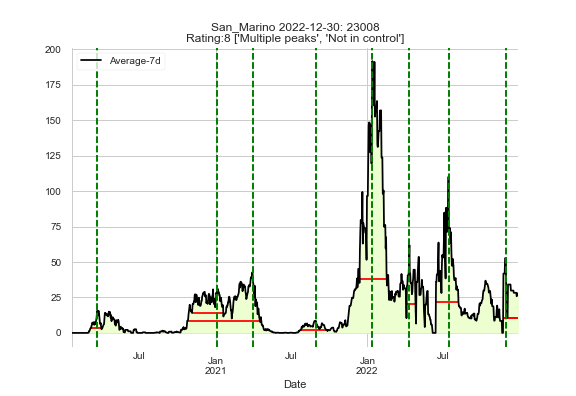 San_Marino 2022-12-30: 23008
Rating:8 ['Multiple peaks', 'Not in control']
Average-7d
200
175
150
125
100
75
50
25
0
Jul
Jan
2021
Jul
Jan
2022
Jul
Date